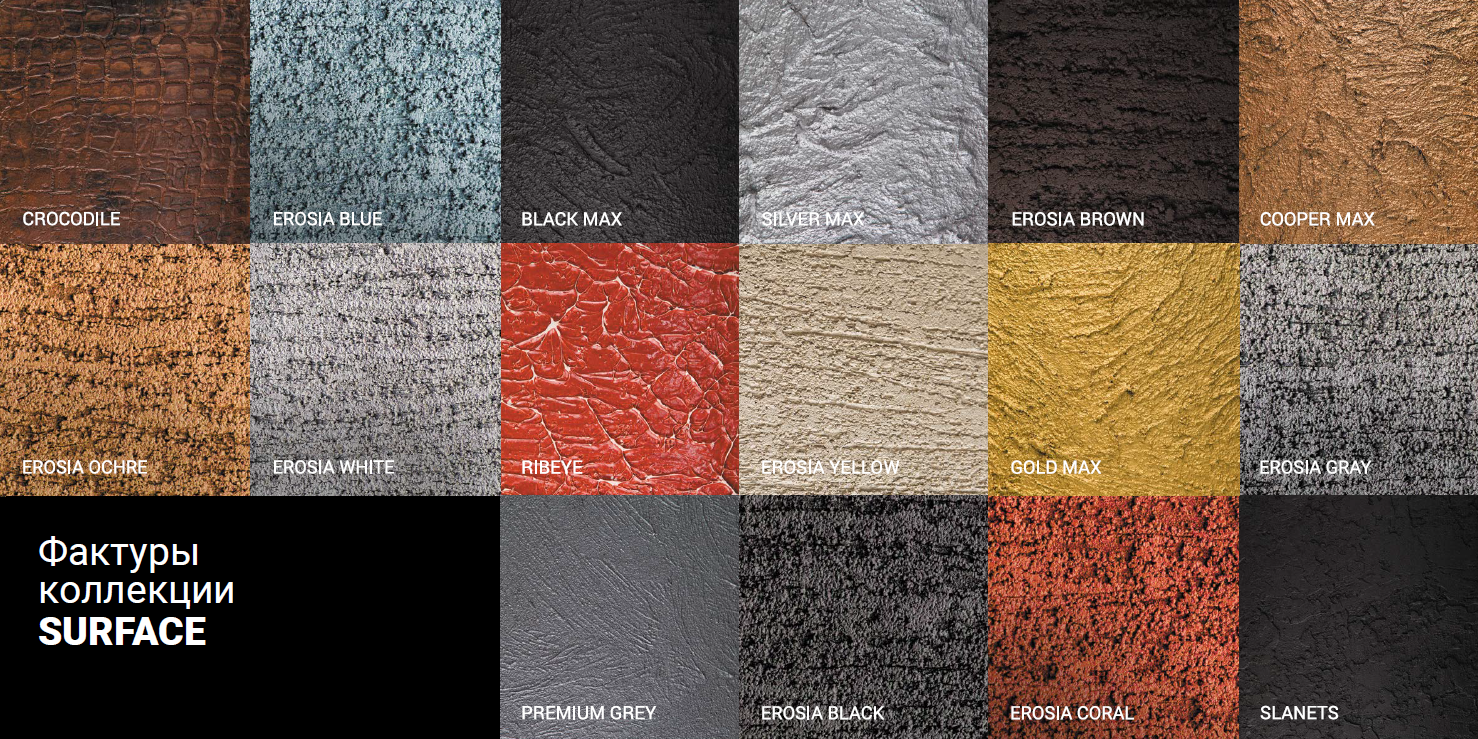 CROCODILE
EROSIA BLUE
BLACK MAX
SILVER MAX
EROSIA BROWN
COOPER MAX
EROSIA OCHRE
EROSIA WHITE
RIBEYE
EROSIA YELLOW
GOLD MAX
EROSIA GRAY
Фактуры
коллекции
SURFACE
PREMIUM GREY
EROSIA BLACK
EROSIA CORAL
SLANETS